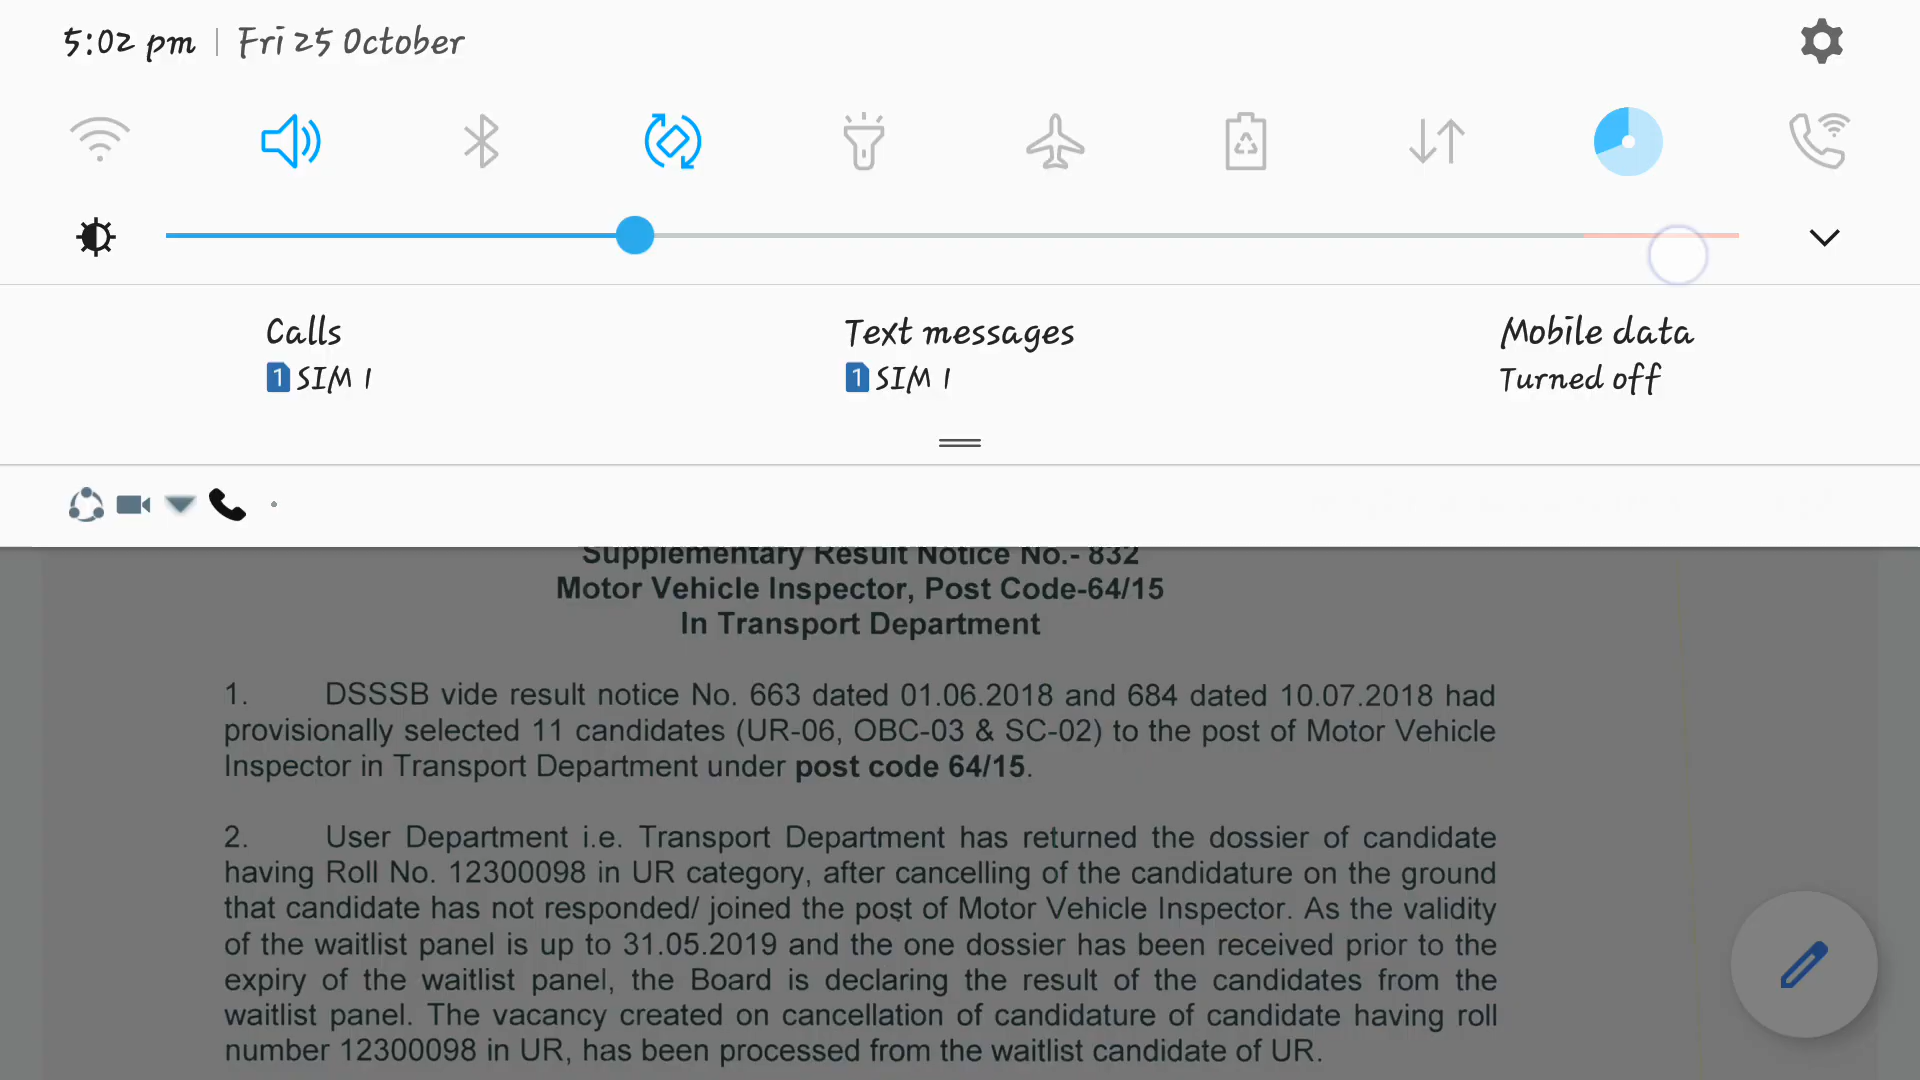 5:02 pm | Fri 25 October
Calls
1 SIM 1
Text messages
1 SIM 1
Mobile data
Turned off
Supplementary Result Notice No.- 832
Motor Vehicle Inspector, Post Code-64/15
In Transport Department
1. DSSSB vide result notice No. 663 dated 01.06.2018 and 684 dated 10.07.2018 had
provisionally selected 11 candidates (UR-06, OBC-03 & SC-02) to the post of Motor Vehicle
Inspector in Transport Department under post code 64/15.
2. User Department i.e. Transport Department has returned the dossier of candidate
having Roll No. 12300098 in UR category, after cancelling of the candidature on the ground
that candidate has not responded/ joined the post of Motor Vehicle Inspector. As the validity
of the waitlist panel is up to 31.05.2019 and the one dossier has been received prior to the
expiry of the waitlist panel, the Board is declaring the result of the candidates from the
waitlist panel. The vacancy created on cancellation of candidature of candidate having roll
number 12300098 in UR, has been processed from the waitlist candidate of UR.